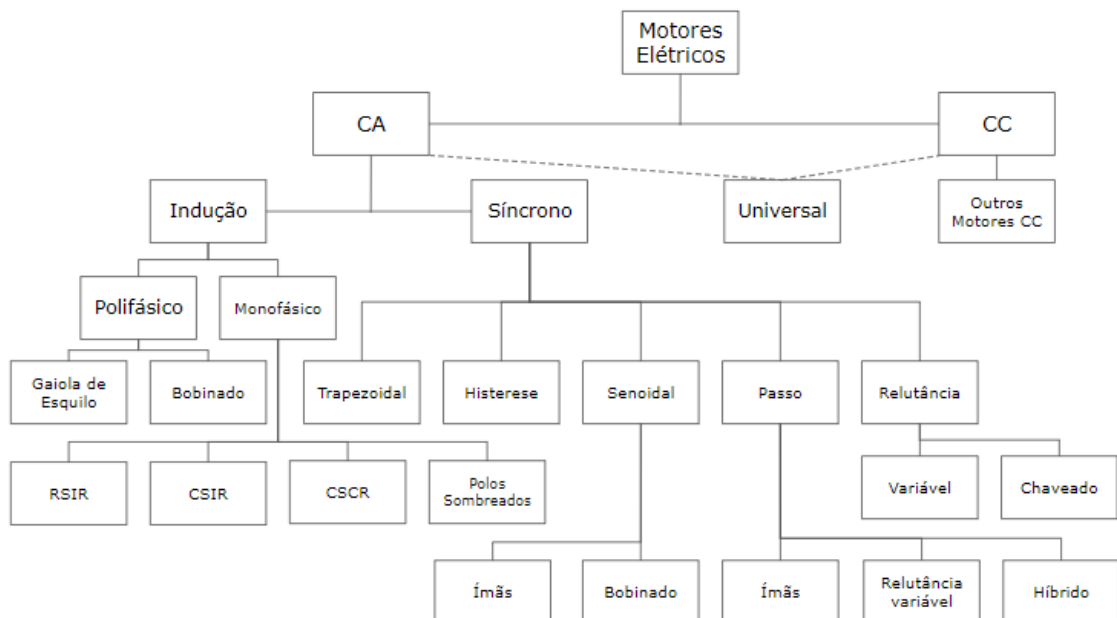 Motores
Elétricos
CA
CC
Indução
Síncrono
Universal
Outros
Motores CC
Polifásico
Monofásico
Gaiola de
Esquilo
Bobinado
Trapezoidal
Histerese
Senoidal
Passo
Relutância
RSIR
CSIR
CSCR
Polos
Sombreados
Variável
Chaveado
Ímãs
Bobinado
Ímãs
Relutância
variável
Híbrido